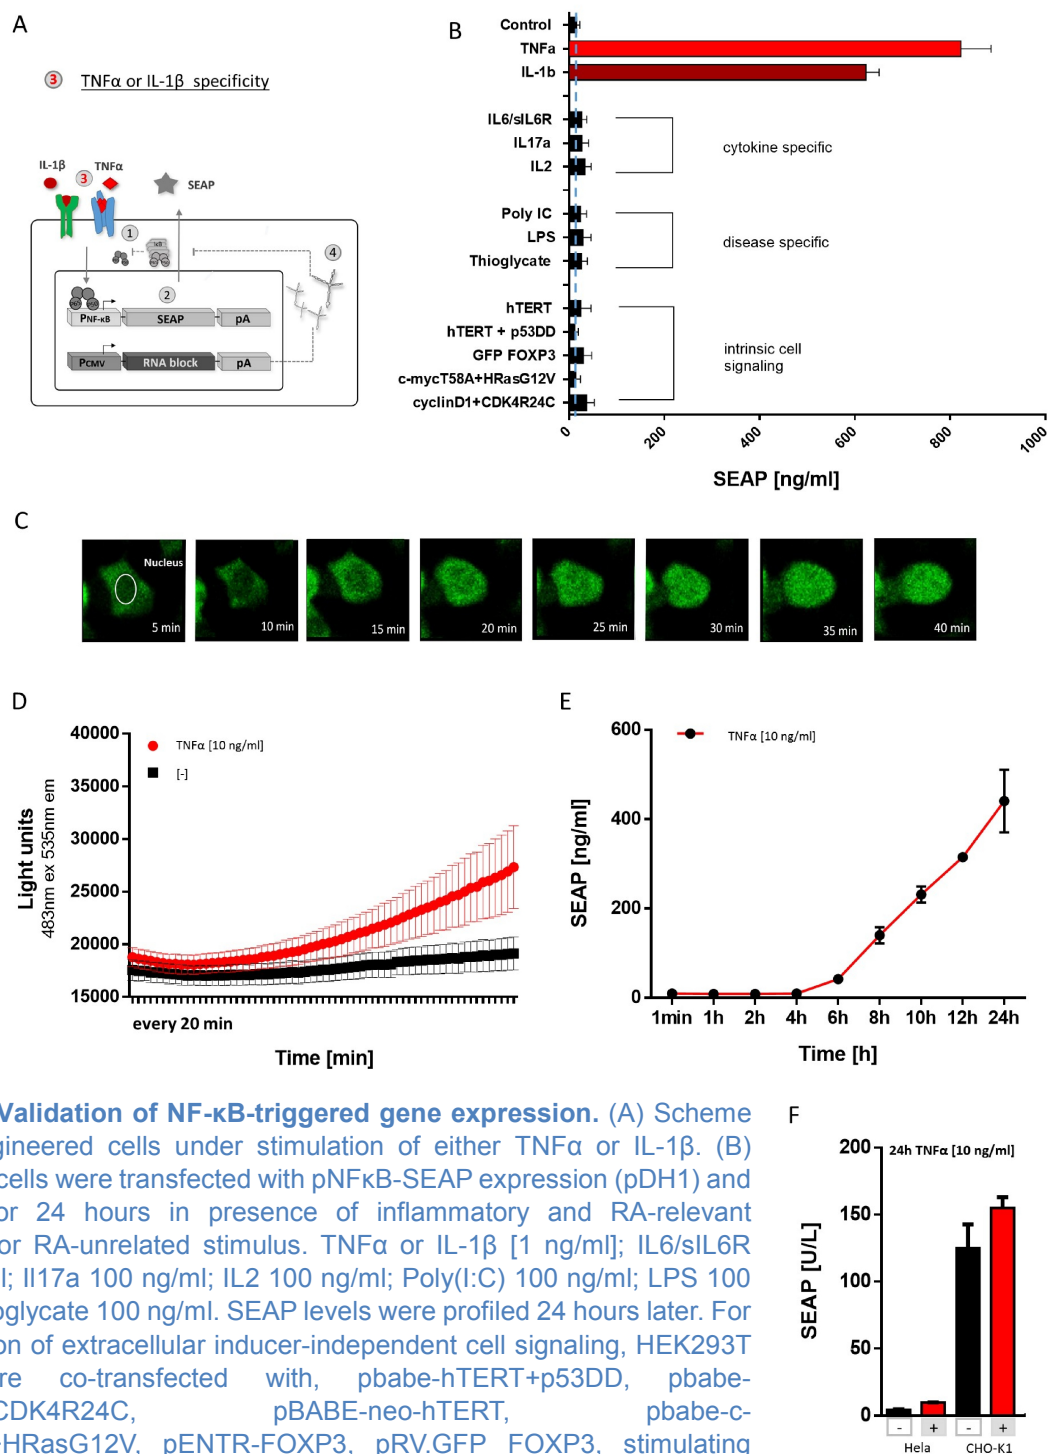 A
3 TNFα or IL-1β specificity
IL-1β
3
TNFα
SEAP
1
IκB
4
2
PNF-κB
SEAP
pA
PCMV
RNA block
pA
B
Control
TNFa
IL-1b
IL6/sIL6R
IL17a
IL2
cytokine specific
Poly IC
LPS
Thioglycate
disease specific
hTERT
hTERT + p53DD
GFP FOXP3
c-mycT58A+HRasG12V
cyclinD1+CDK4R24C
intrinsic cell
signaling
0
200
400
600
800
1000
SEAP [ng/ml]
C
Nucleus
5 min
10 min
15 min
20 min
25 min
30 min
35 min
40 min
D
40000
35000
30000
25000
20000
15000
TNFα [10 ng/ml]
[-]
Light units
483nm ex 535nm em
every 20 min
Time [min]
E
600
400
200
0
TNFα [10 ng/ml]
SEAP [ng/ml]
1min 1h 2h 4h 6h 8h 10h 12h 24h
Time [h]
Validation of NF-κB-triggered gene expression. (A) Scheme
gineered cells under stimulation of either TNFα or IL-1β. (B)
cells were transfected with pNFκB-SEAP expression (pDH1) and
or 24 hours in presence of inflammatory and RA-relevant
or RA-unrelated stimulus. TNFα or IL-1β [1 ng/ml]; IL6/sIL6R
l; Il17a 100 ng/ml; IL2 100 ng/ml; Poly(I:C) 100 ng/ml; LPS 100
oglycate 100 ng/ml. SEAP levels were profiled 24 hours later. For
on of extracellular inducer-independent cell signaling, HEK293T
re co-transfected with, pbabe-hTERT+p53DD, pbabe-
CDK4R24C, pBABE-neo-hTERT, pbabe-c-
+HRasG12V, pENTR-FOXP3, pRV.GFP FOXP3, stimulating
F
200
150
100
50
0
24h TNFα [10 ng/ml]
SEAP [U/L]
- + - +
Hela CHO-K1